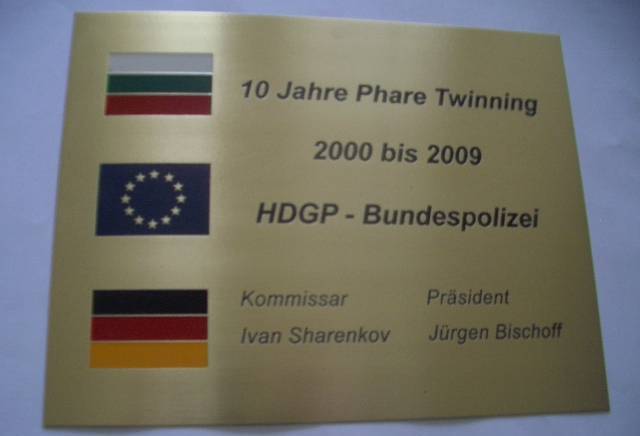 10 Jahre Phare Twinning
2000 bis 2009
HDGP - Bundespolizei
Kommissar Präsident
Ivan Sharenkov Jürgen Bischoff